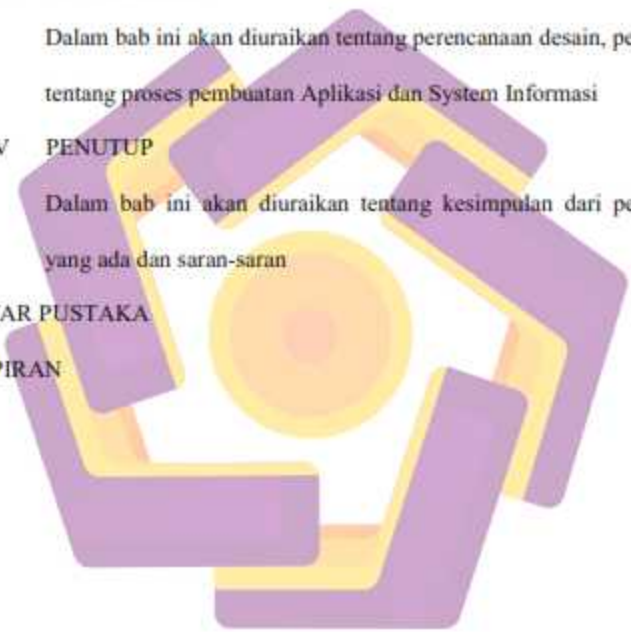 Dalam bab ini akan diuraikan tentang perencanaan desain, pe
tentang proses pembuatan Aplikasi dan System Informasi
V PENUTUP
Dalam bab ini akan diuraikan tentang kesimpulan dari pe
yang ada dan saran-saran
AR PUSTAKA
PIRAN